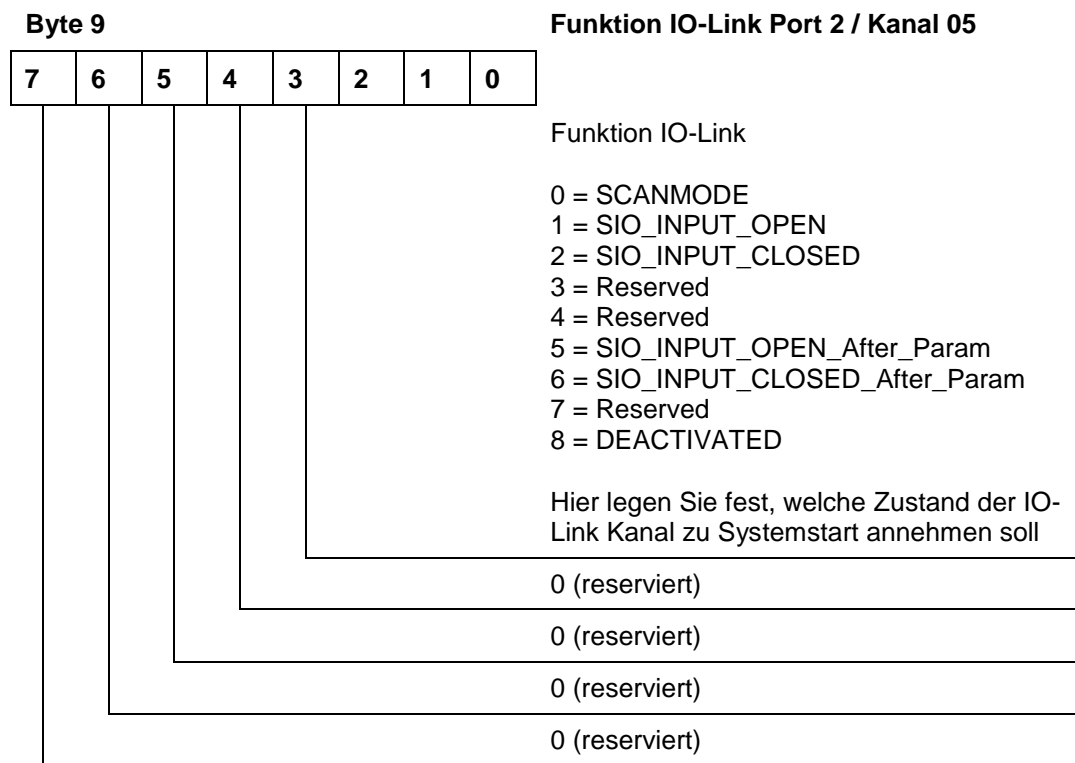 Byte 9 Funktion IO-Link Port 2 / Kanal 05
7 6 5 4 3 2 1 0
Funktion IO-Link
0 = SCANMODE
1 = SIO_INPUT_OPEN
2 = SIO_INPUT_CLOSED
3 = Reserved
4 = Reserved
5 = SIO_INPUT_OPEN_After_Param
6 = SIO_INPUT_CLOSED_After_Param
7 = Reserved
8 = DEACTIVATED
Hier legen Sie fest, welche Zustand der IO-
Link Kanal zu Systemstart annehmen soll
0 (reserviert)
0 (reserviert)
0 (reserviert)
0 (reserviert)